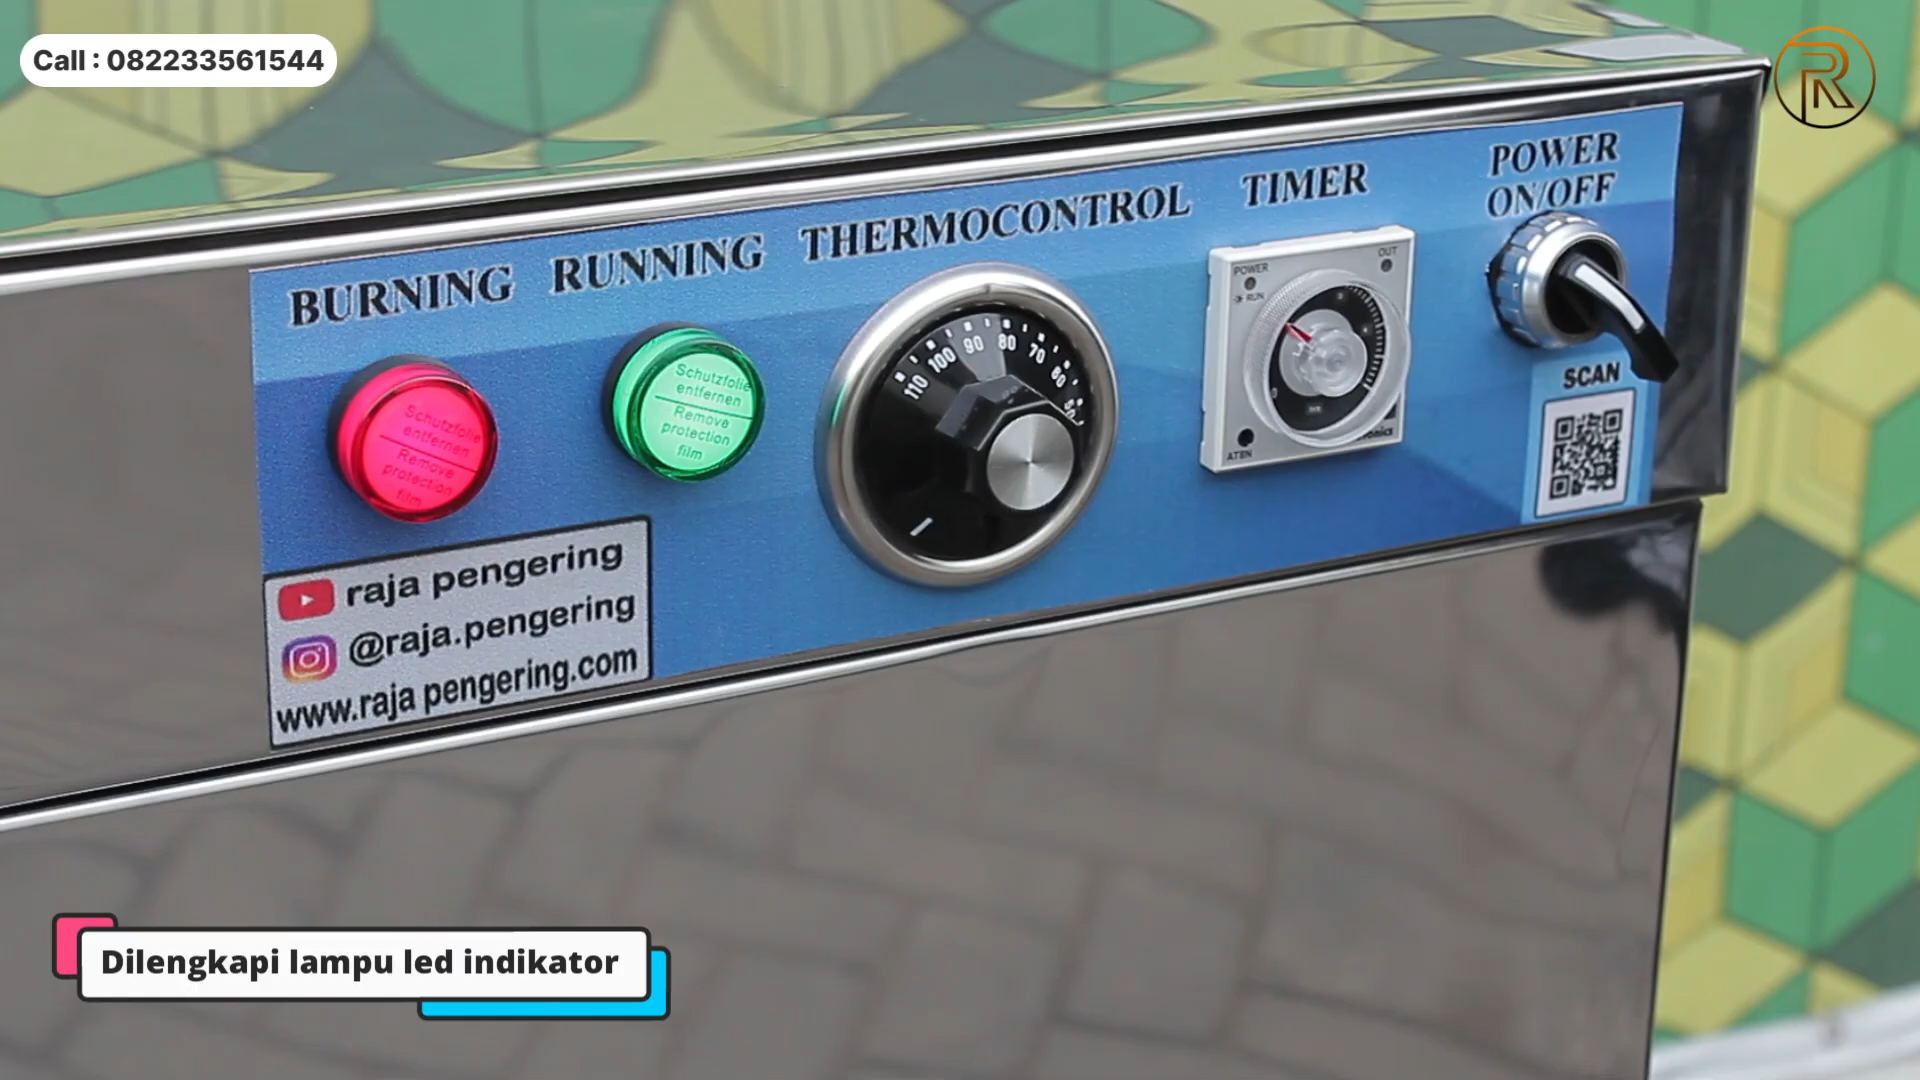 Call : 082233561544
BURNING
RUNNING
THERMOCONTROL
TIMER
POWER
ON/OFF
Schutzfolie
entfernen
Remove
protection
film
Schutzfolie
entfernen
Remove
protection
film
110 100 90 80 70 60 50
POWER
OUT
RUN
SCAN
raja pengering
@raja.pengering
www.raja pengering.com
Dilengkapi lampu led indikator